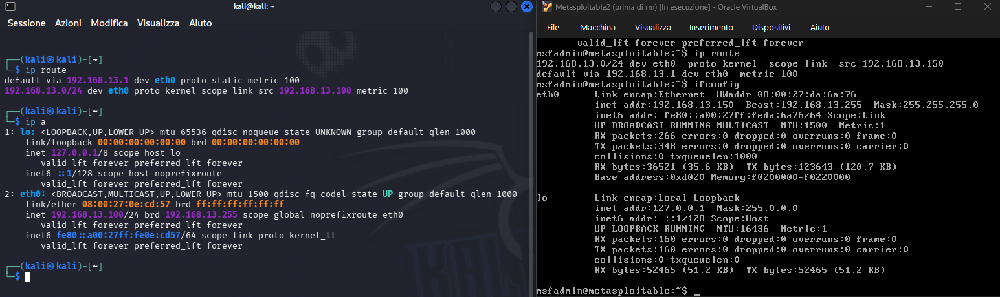 kali@kali: ~
Sessione Azioni Modifica Visualizza Aiuto
┌──(kali㉿kali)-[~]
└─$ ip route
default via 192.168.13.1 dev eth0 proto static metric 100
192.168.13.0/24 dev eth0 proto kernel scope link src 192.168.13.100 metric 100
┌──(kali㉿kali)-[~]
└─$ ip a
1: lo: <LOOPBACK,UP,LOWER_UP> mtu 65536 qdisc noqueue state UNKNOWN group default qlen 1000
link/loopback 00:00:00:00:00:00 brd 00:00:00:00:00:00
inet 127.0.0.1/8 scope host lo
valid_lft forever preferred_lft forever
inet6 ::1/128 scope host noprefixroute
valid_lft forever preferred_lft forever
2: eth0: <BROADCAST,MULTICAST,UP,LOWER_UP> mtu 1500 qdisc fq_codel state UP group default qlen 1000
link/ether 08:00:27:0e:cd:57 brd ff:ff:ff:ff:ff:ff
inet 192.168.13.100/24 brd 192.168.13.255 scope global noprefixroute eth0
valid_lft forever preferred_lft forever
inet6 fe80::a00:27ff:fe0e:cd57/64 scope link proto kernel_ll
valid_lft forever preferred_lft forever
┌──(kali㉿kali)-[~]
└─$
Metasploitable2 (prima di rm) [In esecuzione] - Oracle VirtualBox
File Macchina Visualizza Inserimento Dispositivi Aiuto
valid_lft forever preferred_lft forever
msfadmin@metasploitable:~$ ip route
192.168.13.0/24 dev eth0  proto kernel  scope link  src 192.168.13.150
default via 192.168.13.1 dev eth0  metric 100
msfadmin@metasploitable:~$ ifconfig
eth0      Link encap:Ethernet  HWaddr 08:00:27:da:6a:76
inet addr:192.168.13.150  Bcast:192.168.13.255  Mask:255.255.255.0
inet6 addr: fe80::a00:27ff:feda:6a76/64 Scope:Link
UP BROADCAST RUNNING MULTICAST  MTU:1500  Metric:1
RX packets:266 errors:0 dropped:0 overruns:0 frame:0
TX packets:348 errors:0 dropped:0 overruns:0 carrier:0
collisions:0 txqueuelen:1000
RX bytes:36521 (35.6 KB)  TX bytes:123643 (120.7 KB)
Base address:0xd020 Memory:f0200000-f0220000
lo        Link encap:Local Loopback
inet addr:127.0.0.1  Mask:255.0.0.0
inet6 addr: ::1/128 Scope:Host
UP LOOPBACK RUNNING  MTU:16436  Metric:1
RX packets:160 errors:0 dropped:0 overruns:0 frame:0
TX packets:160 errors:0 dropped:0 overruns:0 carrier:0
collisions:0 txqueuelen:0
RX bytes:52465 (51.2 KB)  TX bytes:52465 (51.2 KB)
msfadmin@metasploitable:~$ _